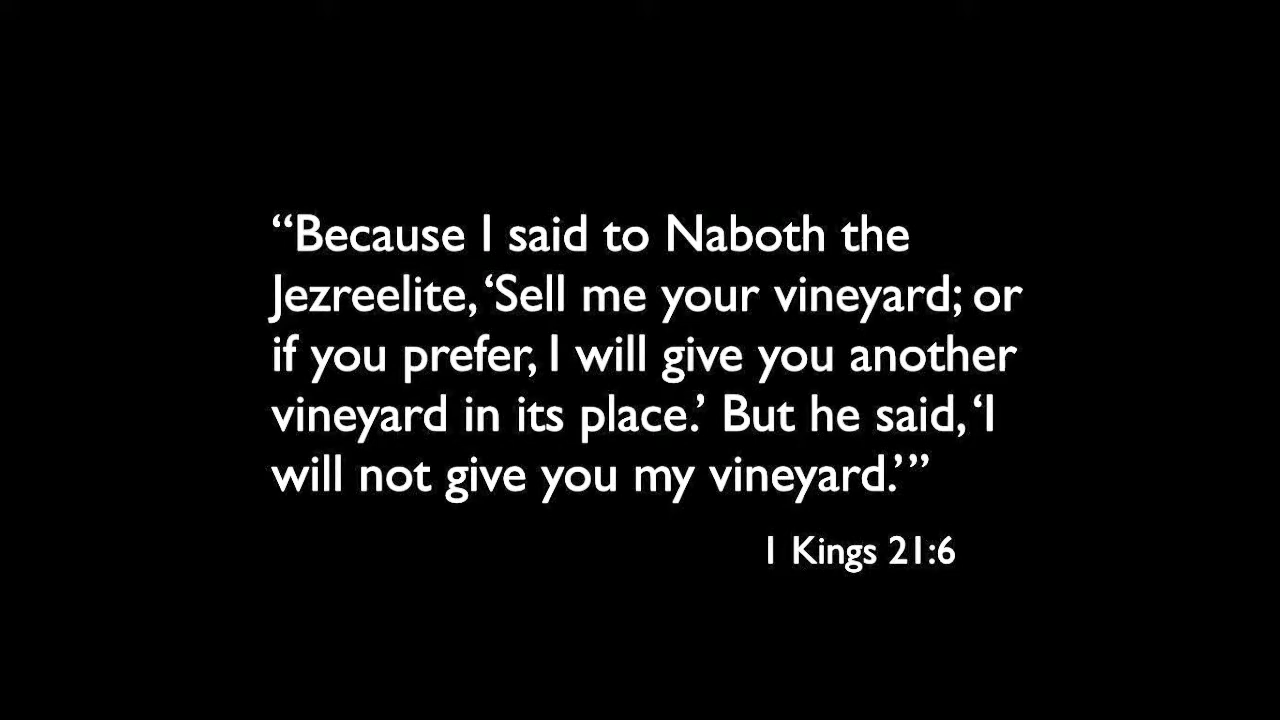 “Because I said to Naboth the
Jezreelite, ‘Sell me your vineyard; or
if you prefer, I will give you another
vineyard in its place.’ But he said, ‘I
will not give you my vineyard.’”
1 Kings 21:6